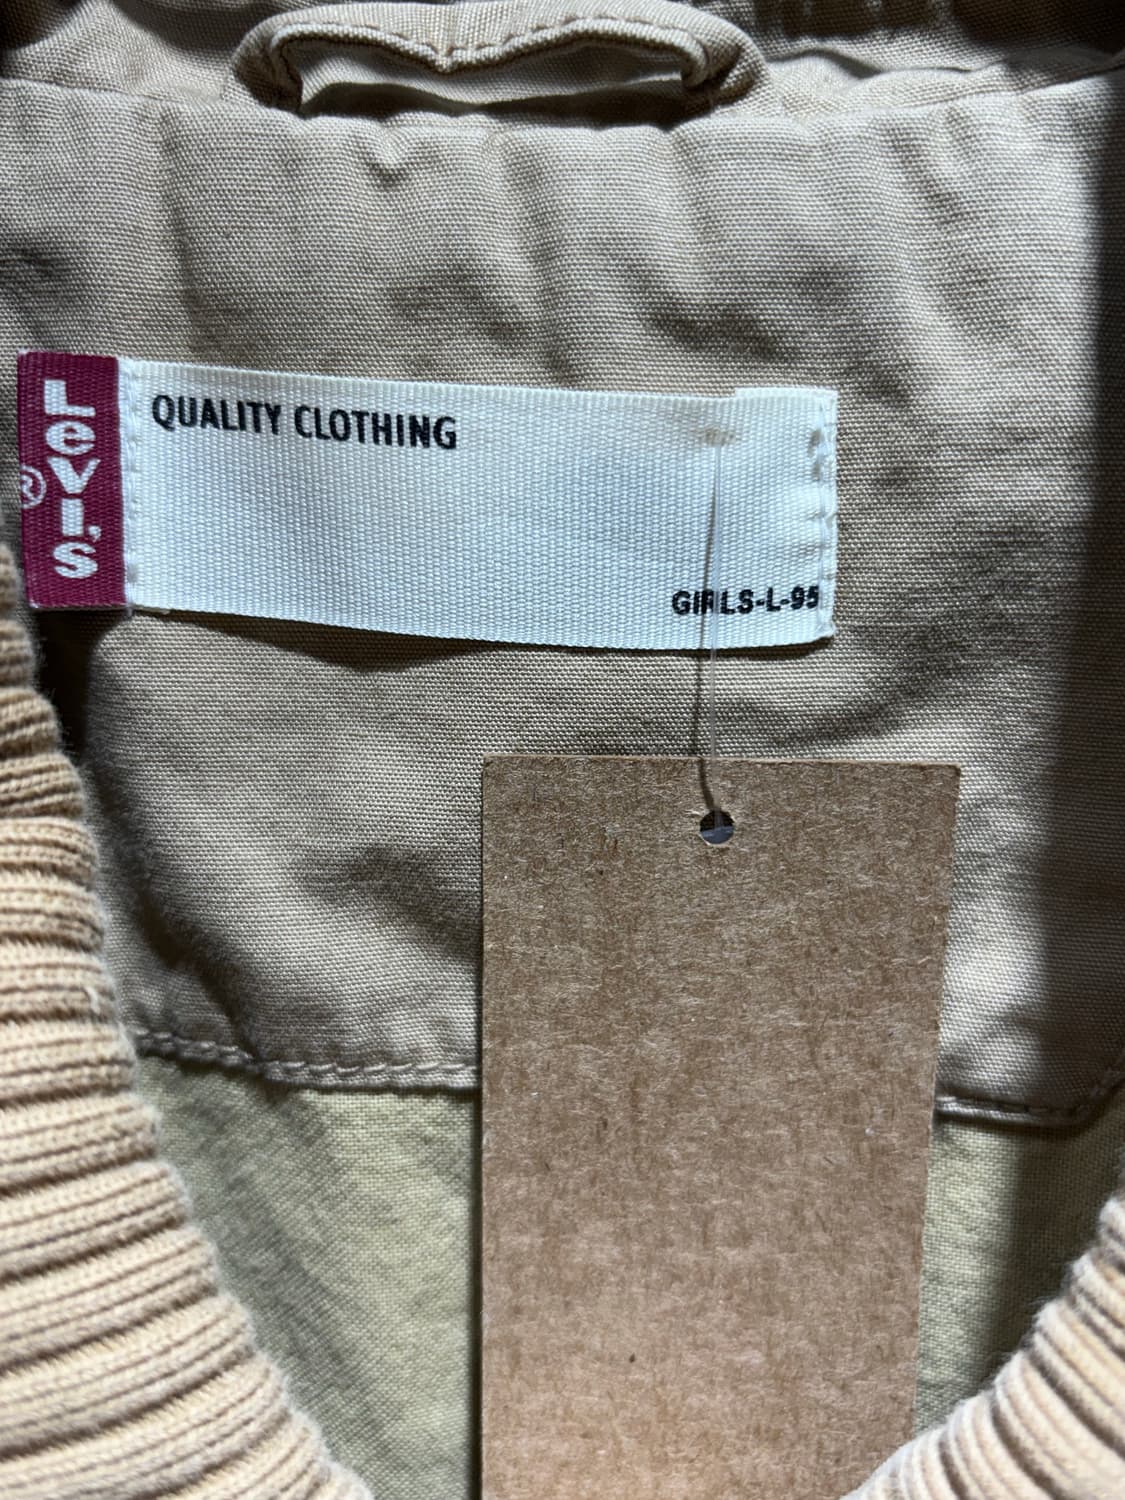 Levi's
®
QUALITY CLOTHING
GIRLS-L-95